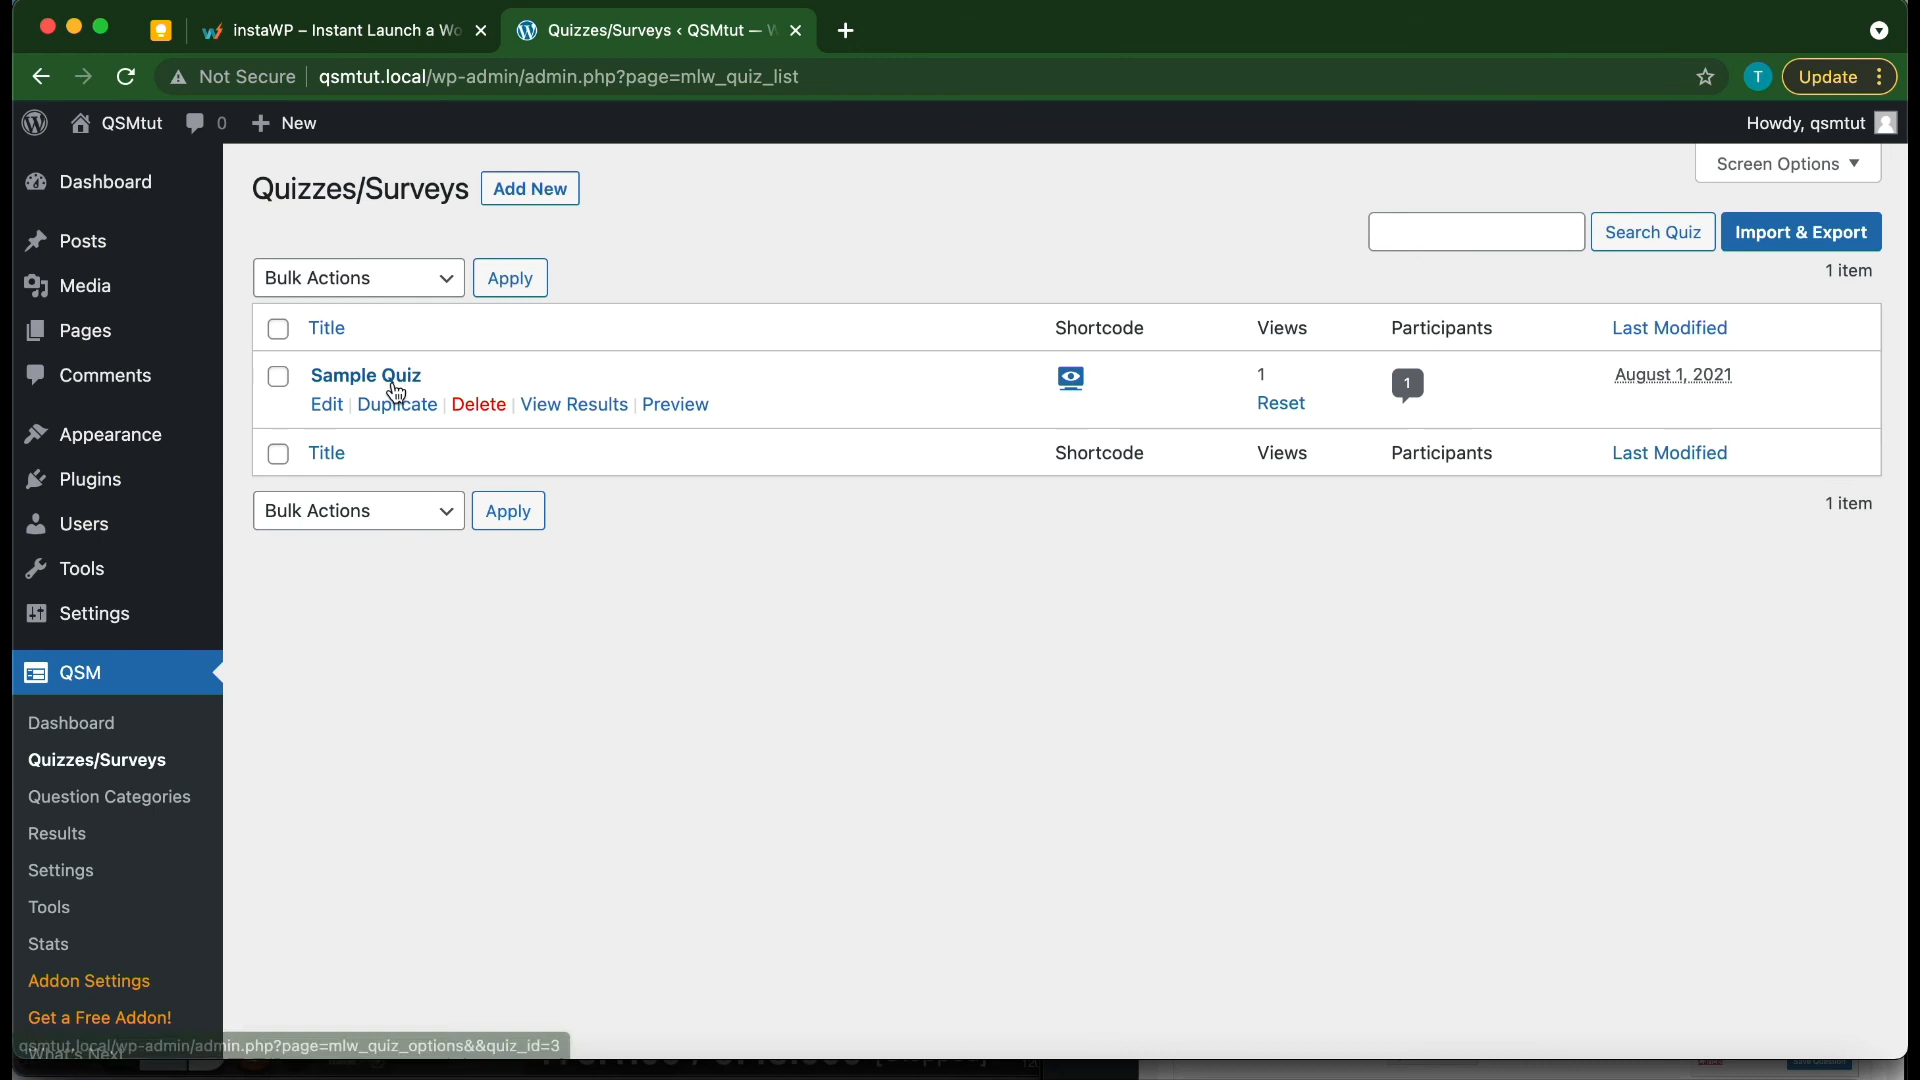 instaWP – Instant Launch a Wo
Quizzes/Surveys ‹ QSMtut —
Not Secure
qsmtut.local/wp-admin/admin.php?page=mlw_quiz_list
T
Update
QSMtut
0
New
Howdy, qsmtut
Dashboard
Posts
Media
Pages
Comments
Appearance
Plugins
Users
Tools
Settings
QSM
Dashboard
Quizzes/Surveys
Question Categories
Results
Settings
Tools
Stats
Addon Settings
Get a Free Addon!
What's Next
Screen Options
Quizzes/Surveys
Add New
Search Quiz
Import & Export
Bulk Actions
Apply
1 item
Title Shortcode Views Participants Last Modified
Sample Quiz 1 1 August 1, 2021
Edit | Duplicate | Delete | View Results | Preview Reset
Title Shortcode Views Participants Last Modified
Bulk Actions
Apply
1 item
qsmtut.local/wp-admin/admin.php?page=mlw_quiz_options&&quiz_id=3